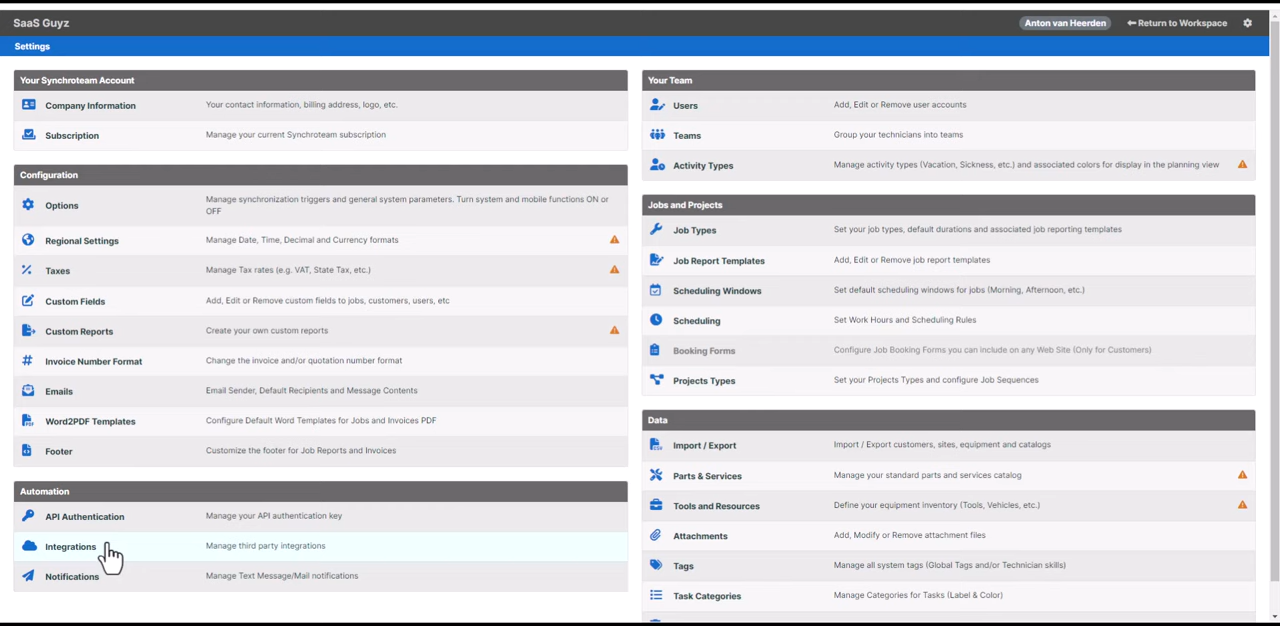 SaaS Guyz
Anton van Heerden
Return to Workspace
Settings
Your Synchroteam Account
Company Information Your contact information, billing address, logo, etc.
Subscription Manage your current Synchroteam subscription
Configuration
Options Manage synchronization triggers and general system parameters. Turn system and mobile functions ON or
OFF
Regional Settings Manage Date, Time, Decimal and Currency formats
Taxes Manage Tax rates (e.g. VAT, State Tax, etc.)
Custom Fields Add, Edit or Remove custom fields to jobs, customers, users, etc
Custom Reports Create your own custom reports
Invoice Number Format Change the invoice and/or quotation number format
Emails Email Sender, Default Recipients and Message Contents
Word2PDF Templates Configure Default Word Templates for Jobs and Invoices PDF
Footer Customize the footer for Job Reports and Invoices
Automation
API Authentication Manage your API authentication key
Integrations Manage third party integrations
Notifications Manage Text Message/Mail notifications
Your Team
Users Add, Edit or Remove user accounts
Teams Group your technicians into teams
Activity Types Manage activity types (Vacation, Sickness, etc.) and associated colors for display in the planning view
Jobs and Projects
Job Types Set your job types, default durations and associated job reporting templates
Job Report Templates Add, Edit or Remove job report templates
Scheduling Windows Set default scheduling windows for jobs (Morning, Afternoon, etc.)
Scheduling Set Work Hours and Scheduling Rules
Booking Forms Configure Job Booking Forms you can include on any Web Site (Only for Customers)
Projects Types Set your Projects Types and configure Job Sequences
Data
Import / Export Import / Export customers, sites, equipment and catalogs
Parts & Services Manage your standard parts and services catalog
Tools and Resources Define your equipment inventory (Tools, Vehicles, etc.)
Attachments Add, Modify or Remove attachment files
Tags Manage all system tags (Global Tags and/or Technician skills)
Task Categories Manage Categories for Tasks (Label & Color)